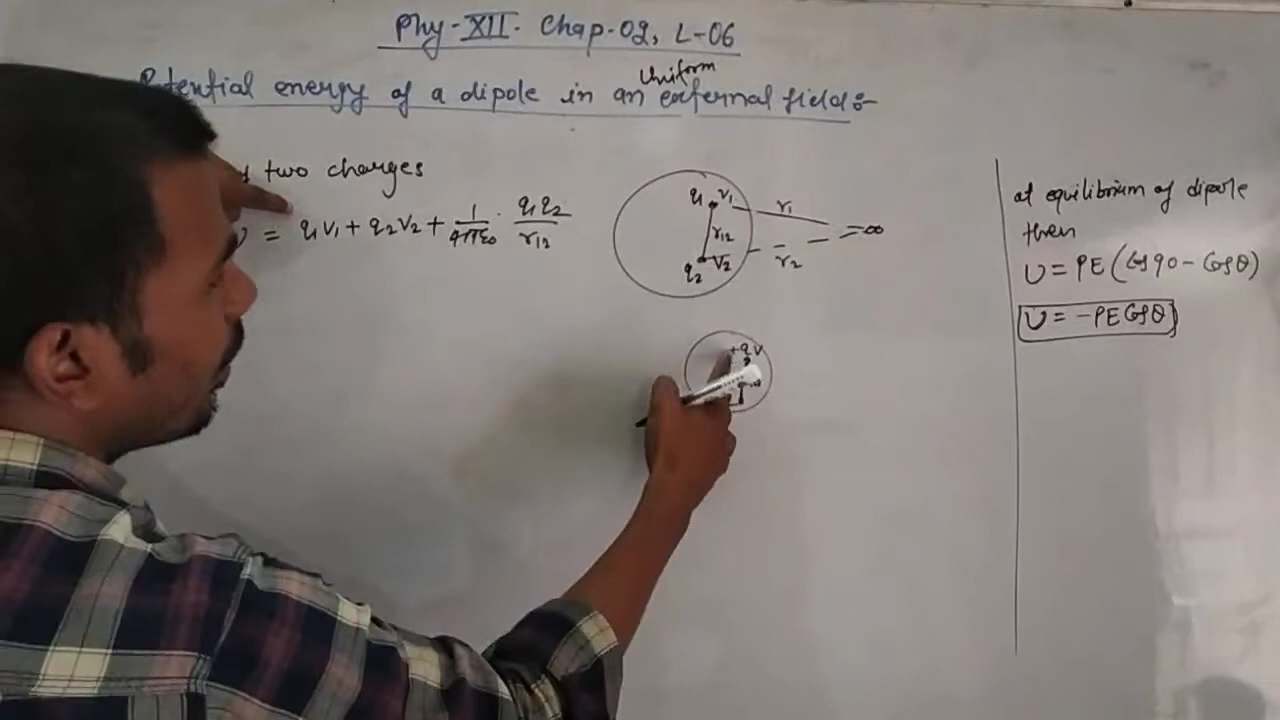 Phy-XII. Chap-02, L-06
Uniform
Potential energy of a dipole in an external field:-
two charges
U = q1V1 + q2V2 + 1/4πε0 · q1q2/r12
q1 V1
r1
r12
=∞
q2 V2
r2
+q V
at equilibrium of dipole
then
U = PE (Cos90 - Cosθ)
U = -PECosθ